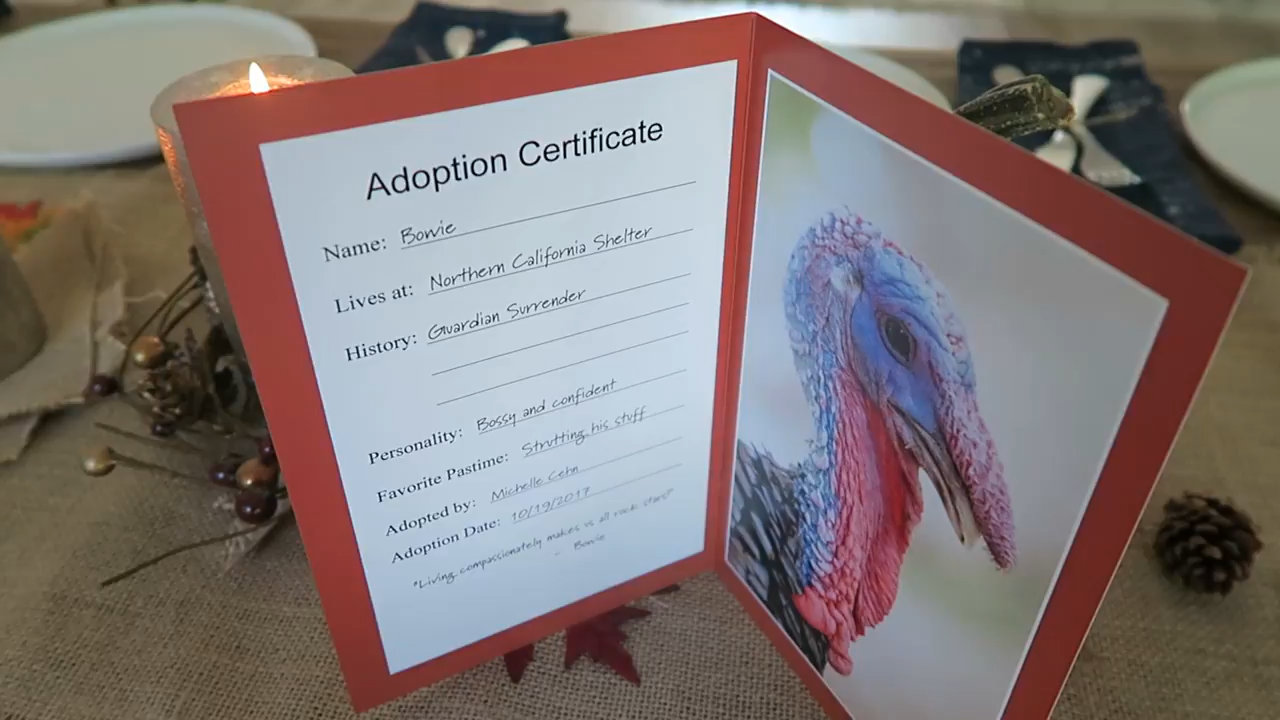 Adoption Certificate
Name: Bowie
Lives at: Northern California Shelter
History: Guardian Surrender
Personality: Bossy and confident
Favorite Pastime: Strutting his stuff
Adopted by: Michelle Cehn
Adoption Date: 10/19/2017
"Living compassionately makes us all rock stars!"
- Bowie